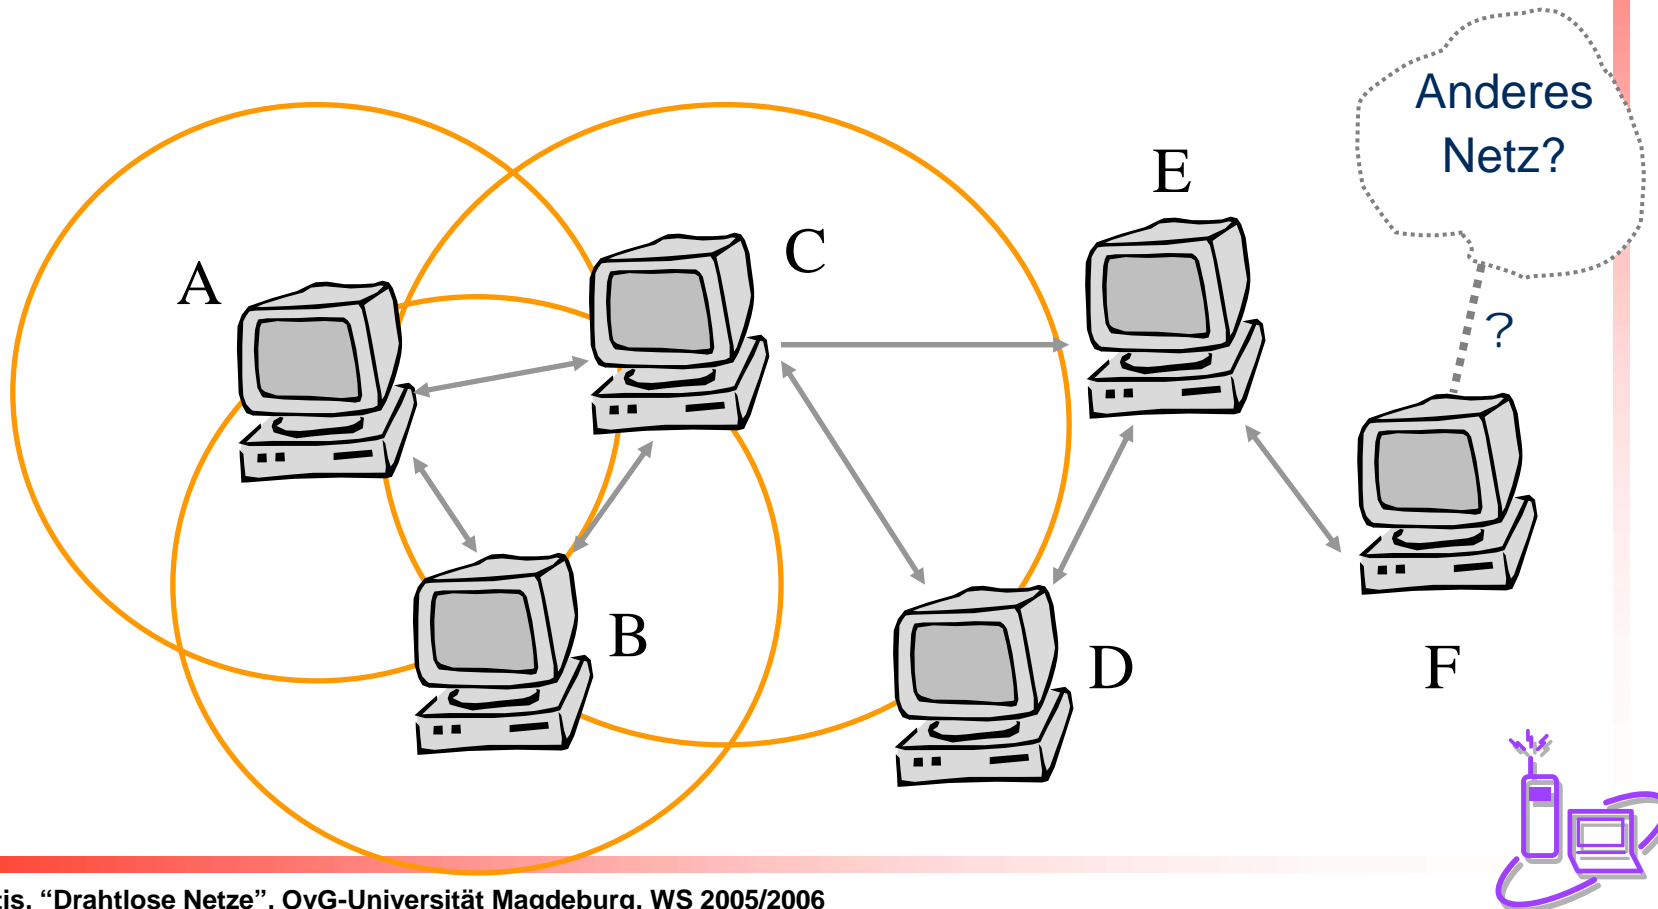 Anderes
Netz?
E
C
A
?
B
D
F
“Drahtlose Netze”, OvG-Universität Magdeburg, WS 2005/2006